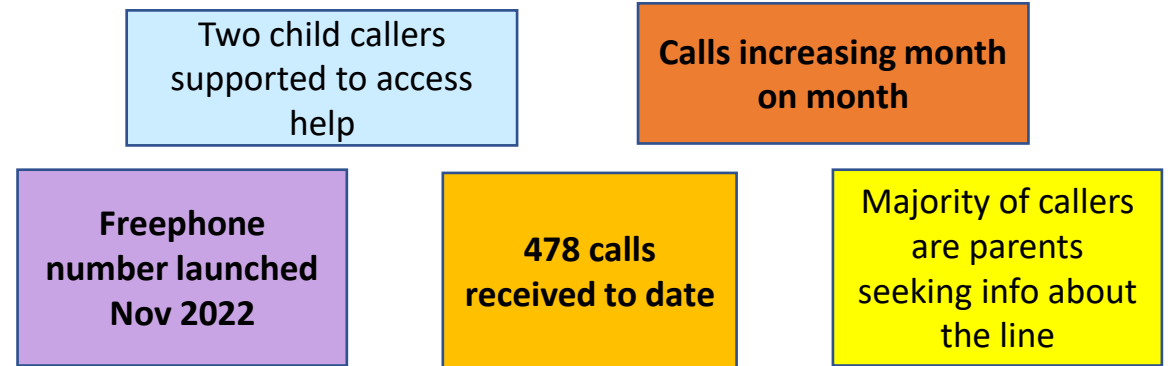 Two child callers
supported to access
help
Calls increasing month
on month
Freephone
number launched
Nov 2022
478 calls
received to date
Majority of callers
are parents
seeking info about
the line